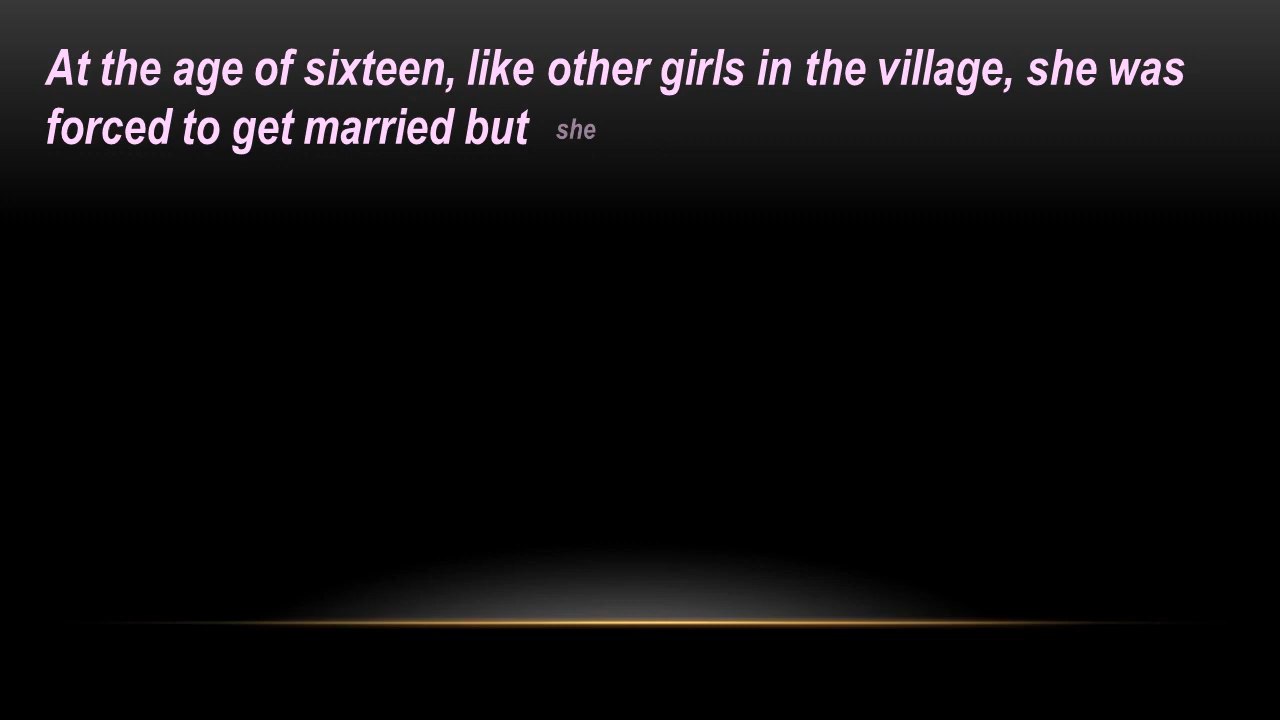 At the age of sixteen, like other girls in the village, she was
forced to get married but she